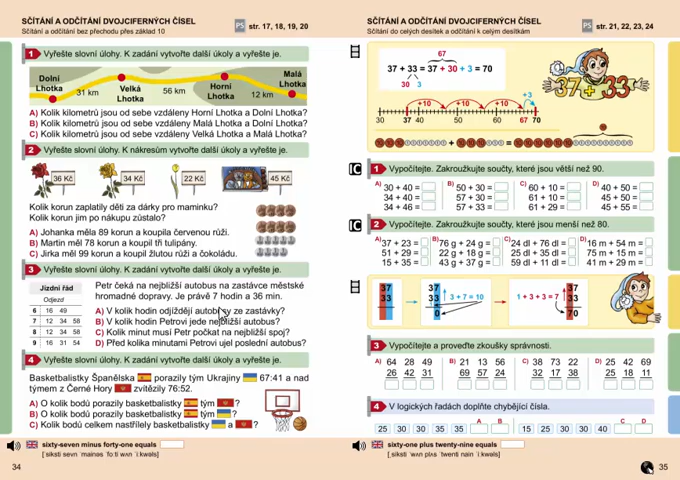 SČÍTÁNÍ A ODČÍTÁNÍ DVOJCIFERNÝCH ČÍSEL
Sčítání a odčítání bez přechodu přes základ 10
PS str. 17, 18, 19, 20
1 Vyřešte slovní úlohy. K zadání vytvořte další úkoly a vyřešte je.
Dolní Lhotka
31 km
Velká Lhotka
56 km
Horní Lhotka
12 km
Malá Lhotka
A) Kolik kilometrů jsou od sebe vzdáleny Horní Lhotka a Dolní Lhotka?
B) Kolik kilometrů jsou od sebe vzdáleny Malá Lhotka a Dolní Lhotka?
C) Kolik kilometrů jsou od sebe vzdáleny Velká Lhotka a Malá Lhotka?
2 Vyřešte slovní úlohy. K nákresům vytvořte další úkoly a vyřešte je.
36 Kč
34 Kč
22 Kč
45 Kč
Kolik korun zaplatily děti za dárky pro maminku?
Kolik korun jim po nákupu zůstalo?
A) Johanka měla 89 korun a koupila červenou růži.
B) Martin měl 78 korun a koupil tři tulipány.
C) Jirka měl 99 korun a koupil žlutou růži a čokoládu.
3 Vyřešte slovní úlohy. K zadání vytvořte další úkoly a vyřešte je.
Jízdní řád
Odjezd
6 16 49
7 12 34 58
8 12 34 58
9 16 31 54
Petr čeká na nejbližší autobus na zastávce městské
hromadné dopravy. Je právě 7 hodin a 36 min.
A) V kolik hodin odjíždějí autobusy ze zastávky?
B) V kolik hodin Petrovi jede nejbližší autobus?
C) Kolik minut musí Petr počkat na nejbližší spoj?
D) Před kolika minutami Petrovi ujel poslední autobus?
4 Vyřešte slovní úlohy. K zadání vytvořte další úkoly a vyřešte je.
Basketbalistky Španělska porazily tým Ukrajiny 67:41 a nad
týmem z Černé Hory zvítězily 76:52.
A) O kolik bodů porazily basketbalistky tým ?
B) O kolik bodů porazily basketbalistky tým ?
C) Kolik bodů celkem nastřílely basketbalistky a ?
sixty-seven minus forty-one equals
34
SČÍTÁNÍ A ODČÍTÁNÍ DVOJCIFERNÝCH ČÍSEL
Sčítání do celých desítek a odčítání k celým desítkám
PS str. 21, 22, 23, 24
67
37 + 33 = 37 + 30 + 3 = 70
30 3
37+33
+10 +10 +10 +3
30 37 40 50 60 67 70
1 Vypočítejte. Zakroužkujte součty, které jsou větší než 90.
A) 30 + 40 =
34 + 40 =
34 + 46 =
B) 50 + 30 =
57 + 30 =
57 + 33 =
C) 60 + 10 =
61 + 10 =
61 + 29 =
D) 40 + 50 =
45 + 50 =
45 + 55 =
2 Vypočítejte. Zakroužkujte součty, které jsou menší než 80.
A) 37 + 23 =
51 + 29 =
15 + 35 =
B) 76 g + 24 g =
22 g + 18 g =
43 g + 37 g =
C) 24 dl + 76 dl =
25 dl + 35 dl =
59 dl + 11 dl =
D) 16 m + 54 m =
75 m + 15 m =
41 m + 29 m =
37
33
37
33
0
3 + 7 = 10
1 + 3 + 3 = 7
37
33
70
3 Vypočítejte a proveďte zkoušky správnosti.
A) 64 28 49
26 42 31
B) 21 13 56
69 57 24
C) 38 73 22
32 17 38
D) 25 42 69
25 18 11
4 V logických řadách doplňte chybějící čísla.
A B
25 30 30 35 35
C D
15 25 30 30 40
sixty-one plus twenty-nine equals
35